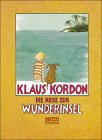 KLAUS KORDON
DIE REISE ZUR
WUNDERINSEL